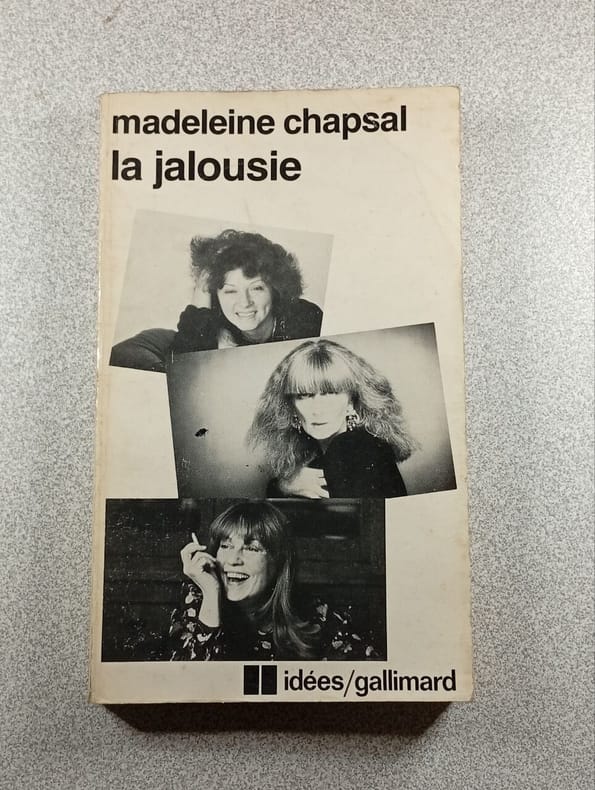 madeleine chapsal
la jalousie
idées/gallimard